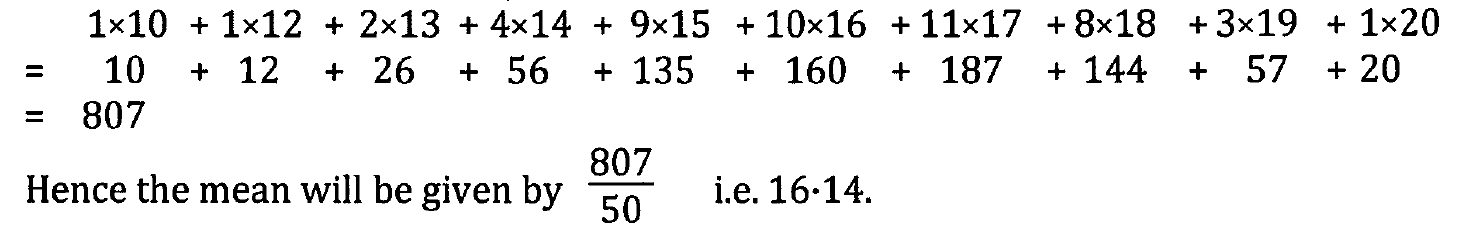 1×10 + 1×12 + 2×13 + 4×14 + 9×15 + 10×16 + 11×17 + 8×18 + 3×19 + 1×20
= 10 + 12 + 26 + 56 + 135 + 160 + 187 + 144 + 57 + 20
= 807
Hence the mean will be given by 807/50 i.e. 16·14.